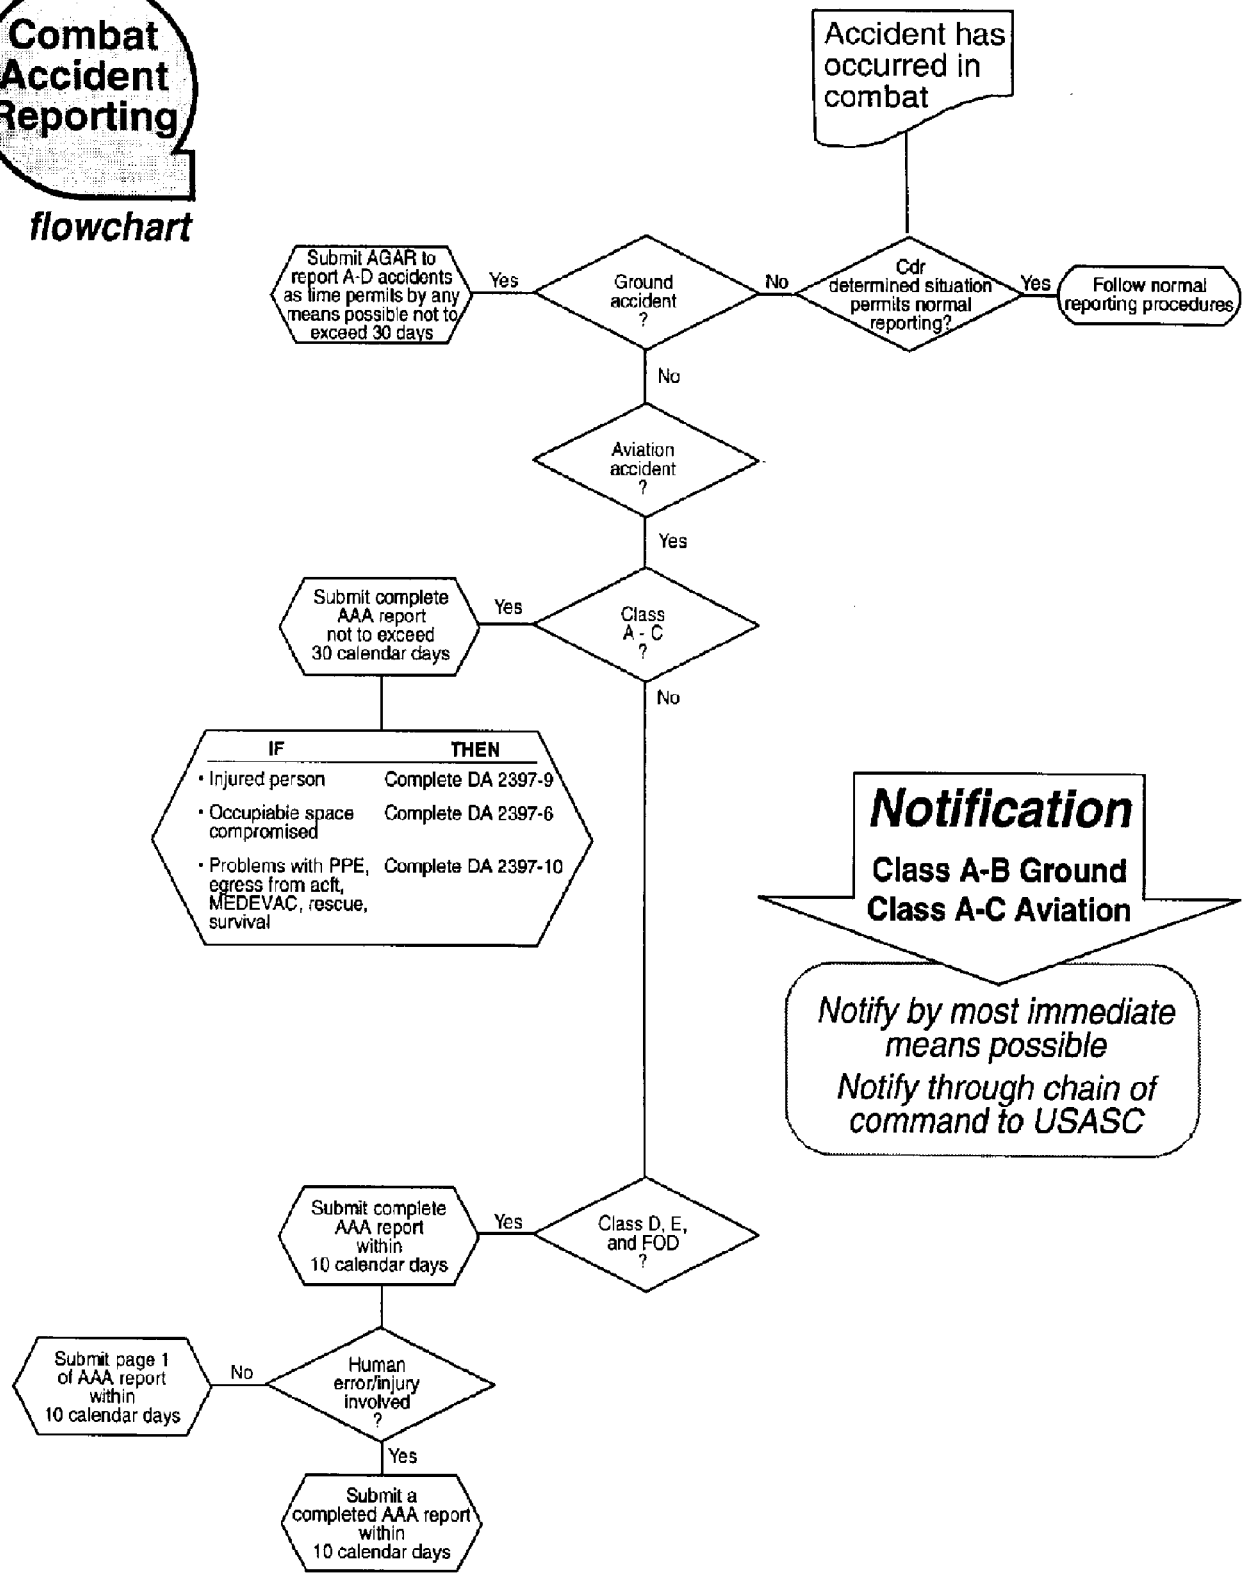 Combat
Accident
Reporting
flowchart
Accident has
occurred in
combat
Submit AGAR to
report A-D accidents
as time permits by any
means possible not to
exceed 30 days
Yes
Ground
accident
?
No
Cdr
determined situation
permits normal
reporting?
Yes
Follow normal
reporting procedures
No
Aviation
accident
?
Yes
Submit complete
AAA report
not to exceed
30 calendar days
Yes
Class
A - C
?
No
IF THEN
· Injured person Complete DA 2397-9
· Occupiable space Complete DA 2397-6
compromised
· Problems with PPE, Complete DA 2397-10
egress from acft,
MEDEVAC, rescue,
survival
Notification
Class A-B Ground
Class A-C Aviation
Notify by most immediate
means possible
Notify through chain of
command to USASC
Submit complete
AAA report
within
10 calendar days
Yes
Class D, E,
and FOD
?
Submit page 1
of AAA report
within
10 calendar days
No
Human
error/injury
involved
?
Yes
Submit a
completed AAA report
within
10 calendar days